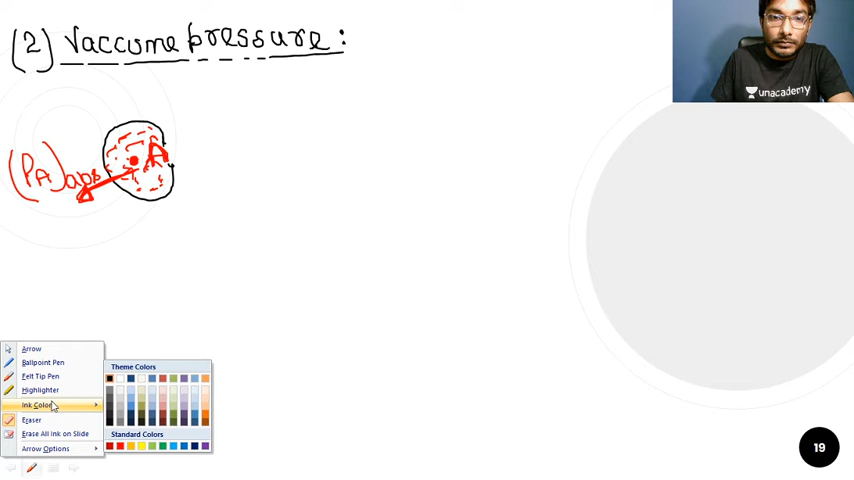 (2) Vaccume pressure:
unacademy
A
(PA)abs
Arrow
Ballpoint Pen
Felt Tip Pen
Highlighter
Ink Color
Eraser
Erase All Ink on Slide
Arrow Options
Theme Colors
Standard Colors
19